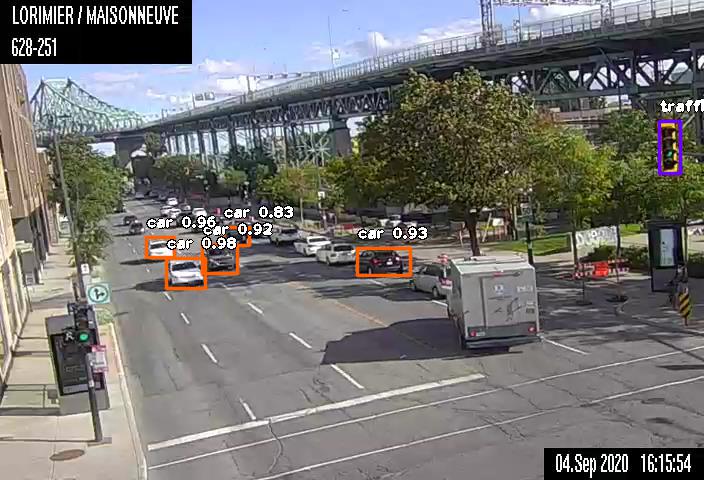 LORIMIER / MAISONNEUVE
628-251
traffi
car 0.83
car 0.96
car 0.92
car 0.93
car 0.98
04.Sep 2020 16:15:54